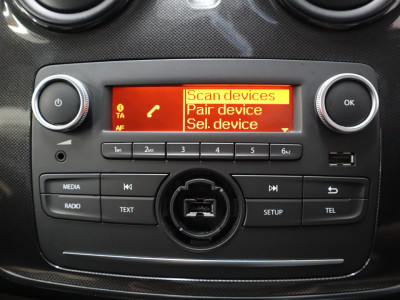 Scan devices
Pair device
Sel. device
TA
AF
OK
1
2
3
4
5
6
MEDIA
RADIO
TEXT
SETUP
TEL